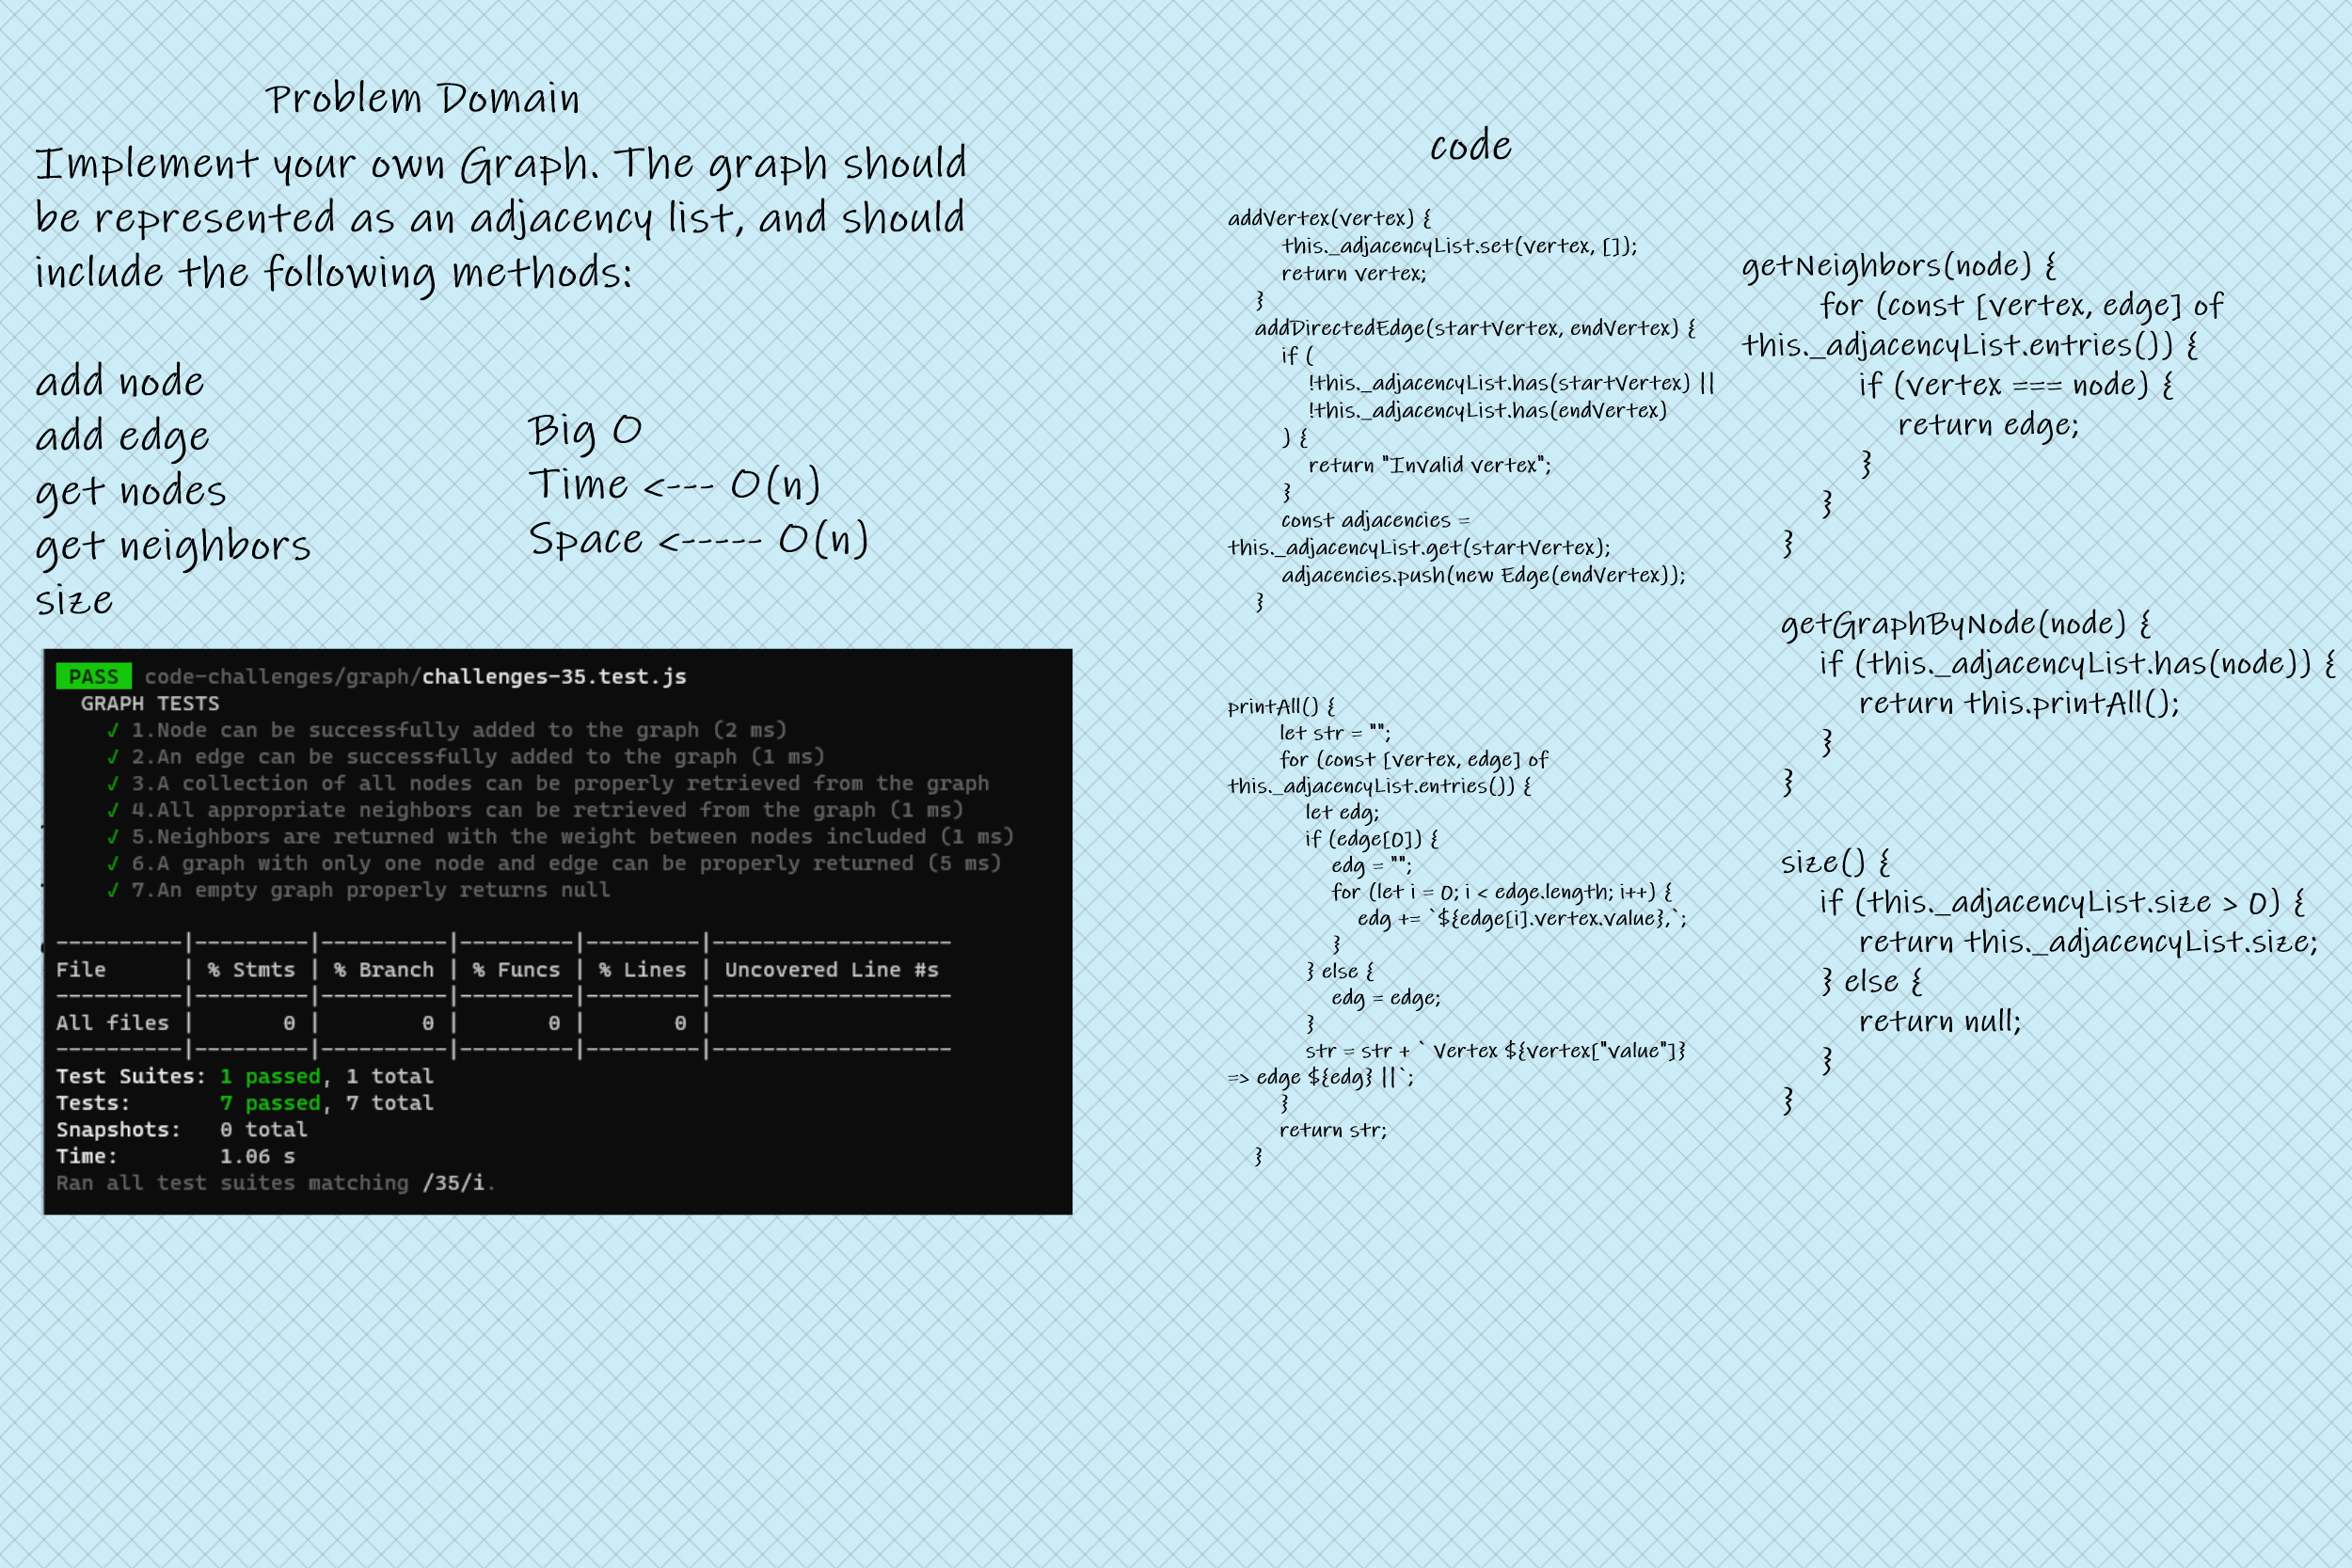 Problem Domain
Implement your own Graph. The graph should
be represented as an adjacency list, and should
include the following methods:
add node
add edge
get nodes
get neighbors
size
Big O
Time <--- O(n)
Space <----- O(n)
PASS code-challenges/graph/challenges-35.test.js
GRAPH TESTS
✓ 1.Node can be successfully added to the graph (2 ms)
✓ 2.An edge can be successfully added to the graph (1 ms)
✓ 3.A collection of all nodes can be properly retrieved from the graph
✓ 4.All appropriate neighbors can be retrieved from the graph (1 ms)
✓ 5.Neighbors are returned with the weight between nodes included (1 ms)
✓ 6.A graph with only one node and edge can be properly returned (5 ms)
✓ 7.An empty graph properly returns null
----------|---------|----------|---------|---------|-------------------
File      | % Stmts | % Branch | % Funcs | % Lines | Uncovered Line #s
----------|---------|----------|---------|---------|-------------------
All files |       0 |        0 |       0 |       0 |
----------|---------|----------|---------|---------|-------------------
Test Suites: 1 passed, 1 total
Tests:       7 passed, 7 total
Snapshots:   0 total
Time:        1.06 s
Ran all test suites matching /35/i.
code
addVertex(vertex) {
this._adjacencyList.set(vertex, []);
return vertex;
}
addDirectedEdge(startVertex, endVertex) {
if (
!this._adjacencyList.has(startVertex) ||
!this._adjacencyList.has(endVertex)
) {
return "Invalid vertex";
}
const adjacencies =
this._adjacencyList.get(startVertex);
adjacencies.push(new Edge(endVertex));
}
printAll() {
let str = "";
for (const [vertex, edge] of
this._adjacencyList.entries()) {
let edg;
if (edge[0]) {
edg = "";
for (let i = 0; i < edge.length; i++) {
edg += `${edge[i].vertex.value},`;
}
} else {
edg = edge;
}
str = str + ` Vertex ${vertex["value"]}
=> edge ${edg} ||`;
}
return str;
}
getNeighbors(node) {
for (const [vertex, edge] of
this._adjacencyList.entries()) {
if (vertex === node) {
return edge;
}
}
}
getGraphByNode(node) {
if (this._adjacencyList.has(node)) {
return this.printAll();
}
}
size() {
if (this._adjacencyList.size > 0) {
return this._adjacencyList.size;
} else {
return null;
}
}